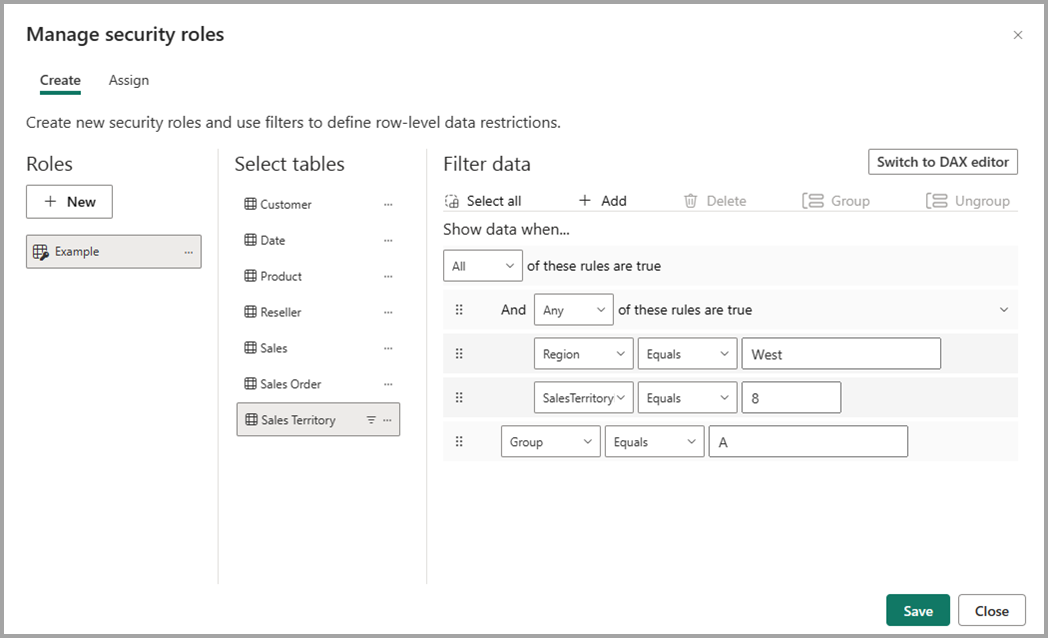 Manage security roles
Create Assign
Create new security roles and use filters to define row-level data restrictions.
Roles
New
Example
Select tables
Customer
Date
Product
Reseller
Sales
Sales Order
Sales Territory
Filter data
Switch to DAX editor
Select all Add Delete Group Ungroup
Show data when...
All of these rules are true
And Any of these rules are true
Region Equals West
SalesTerritory Equals 8
Group Equals A
Save Close